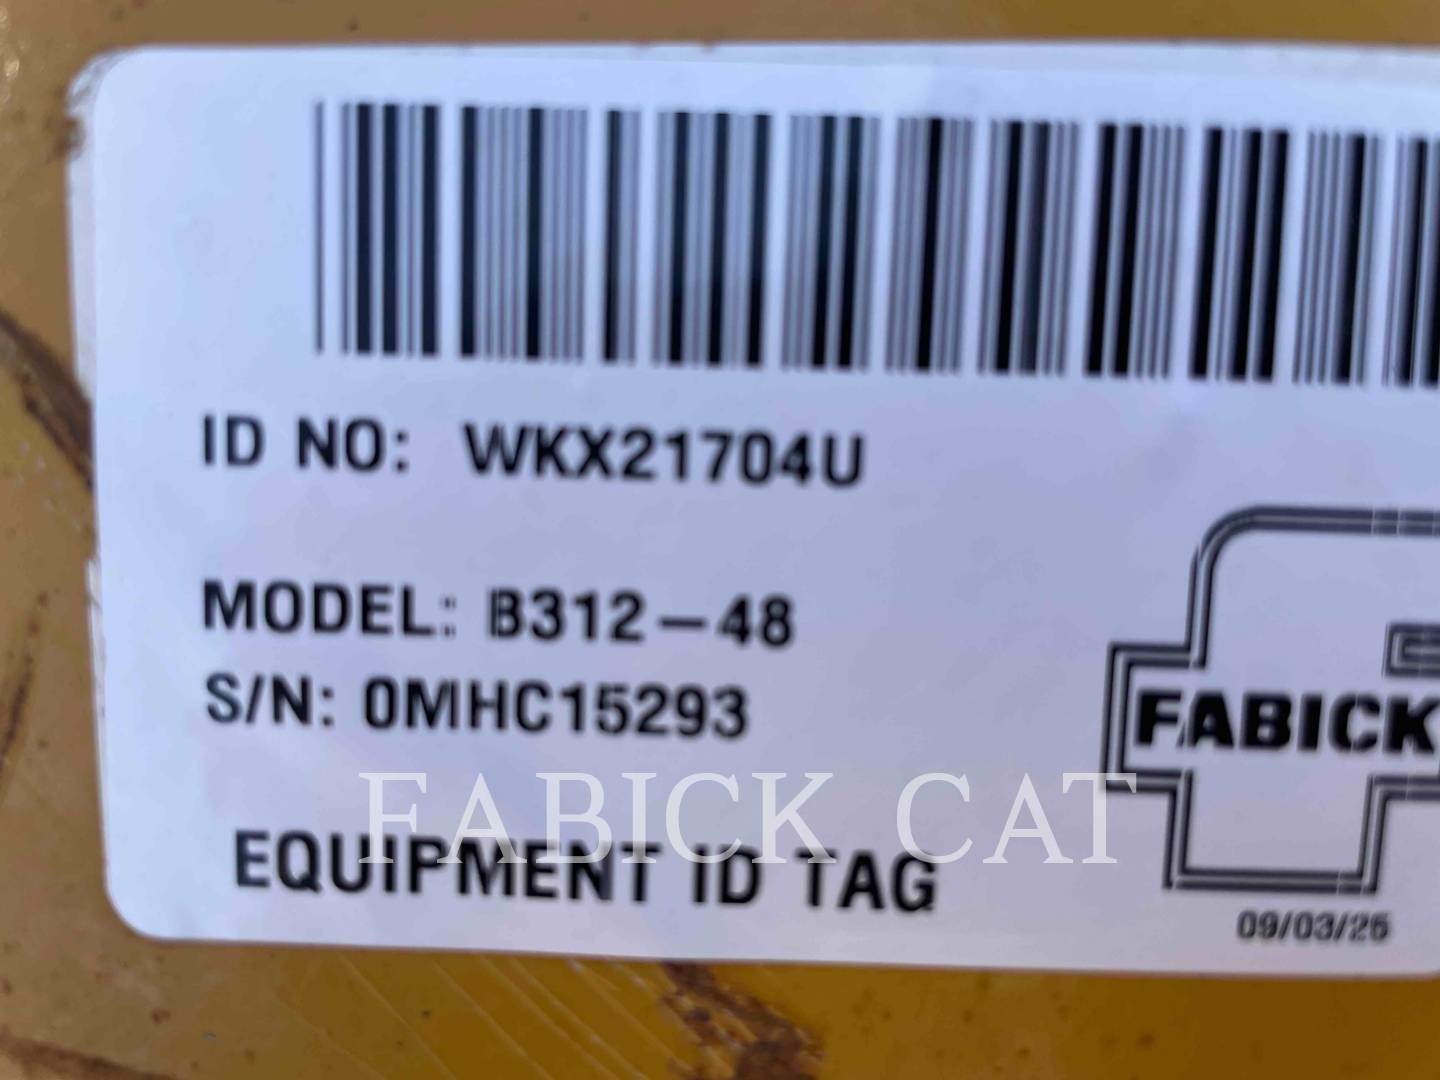 ID NO: WKX21704U
MODEL: B312-48
S/N: 0MHC15293
FABICK
FABICK CAT
EQUIPMENT ID TAG
09/03/25